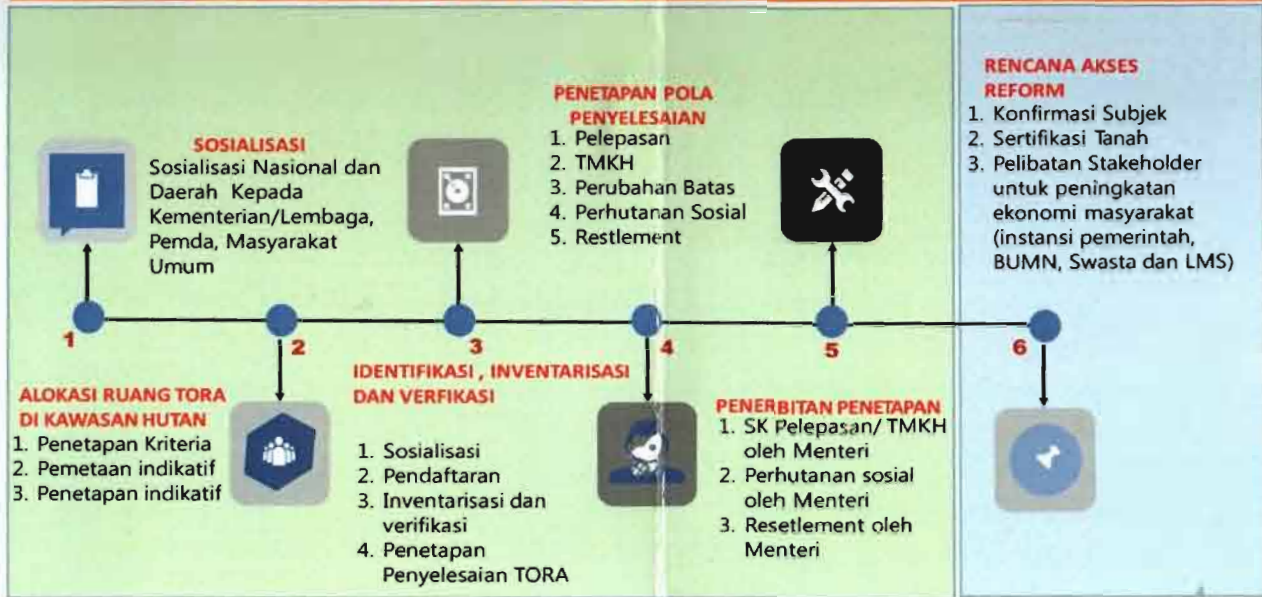 1
ALOKASI RUANG TORA
DI KAWASAN HUTAN
1. Penetapan Kriteria
2. Pemetaan indikatif
3. Penetapan indikatif
2
SOSIALISASI
Sosialisasi Nasional dan
Daerah Kepada
Kementerian/Lembaga,
Pemda, Masyarakat
Umum
3
IDENTIFIKASI , INVENTARISASI
DAN VERFIKASI
1. Sosialisasi
2. Pendaftaran
3. Inventarisasi dan
verifikasi
4. Penetapan
Penyelesaian TORA
4
PENETAPAN POLA
PENYELESAIAN
1. Pelepasan
2. TMKH
3. Perubahan Batas
4. Perhutanan Sosial
5. Restlement
5
PENERBITAN PENETAPAN
1. SK Pelepasan/ TMKH
oleh Menteri
2. Perhutanan sosial
oleh Menteri
3. Resetlement oleh
Menteri
6
RENCANA AKSES
REFORM
1. Konfirmasi Subjek
2. Sertifikasi Tanah
3. Pelibatan Stakeholder
untuk peningkatan
ekonomi masyarakat
(instansi pemerintah,
BUMN, Swasta dan LMS)